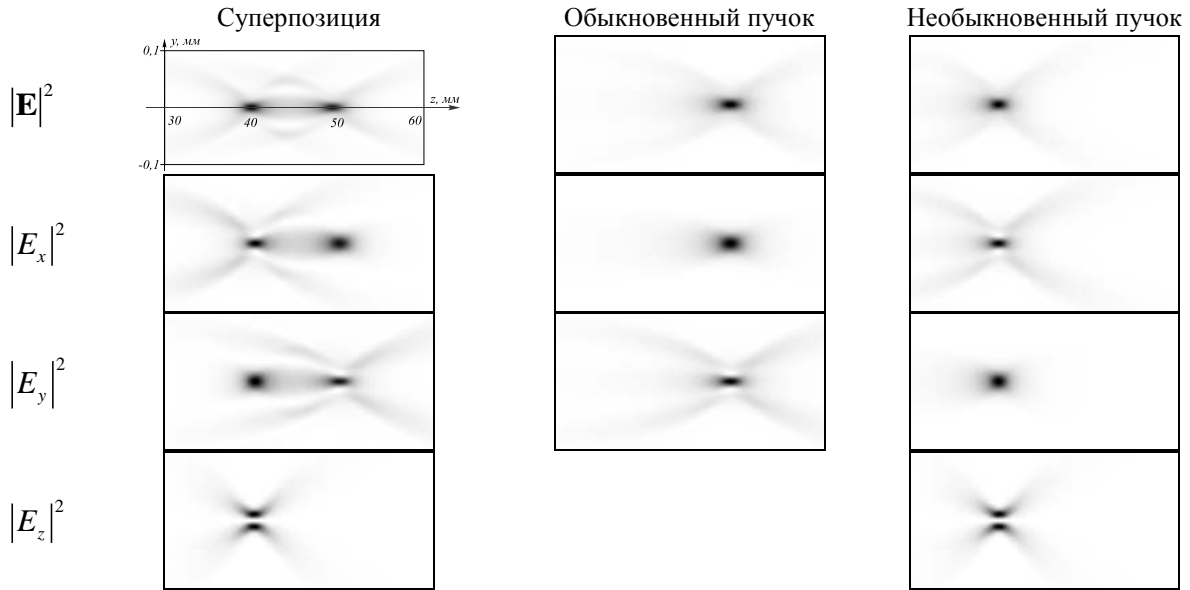 Суперпозиция Обыкновенный пучок Необыкновенный пучок
0,1 y, мм
|E|² z, мм
30 40 50 60
-0,1
|Eₓ|²
|E_y|²
|E_z|²